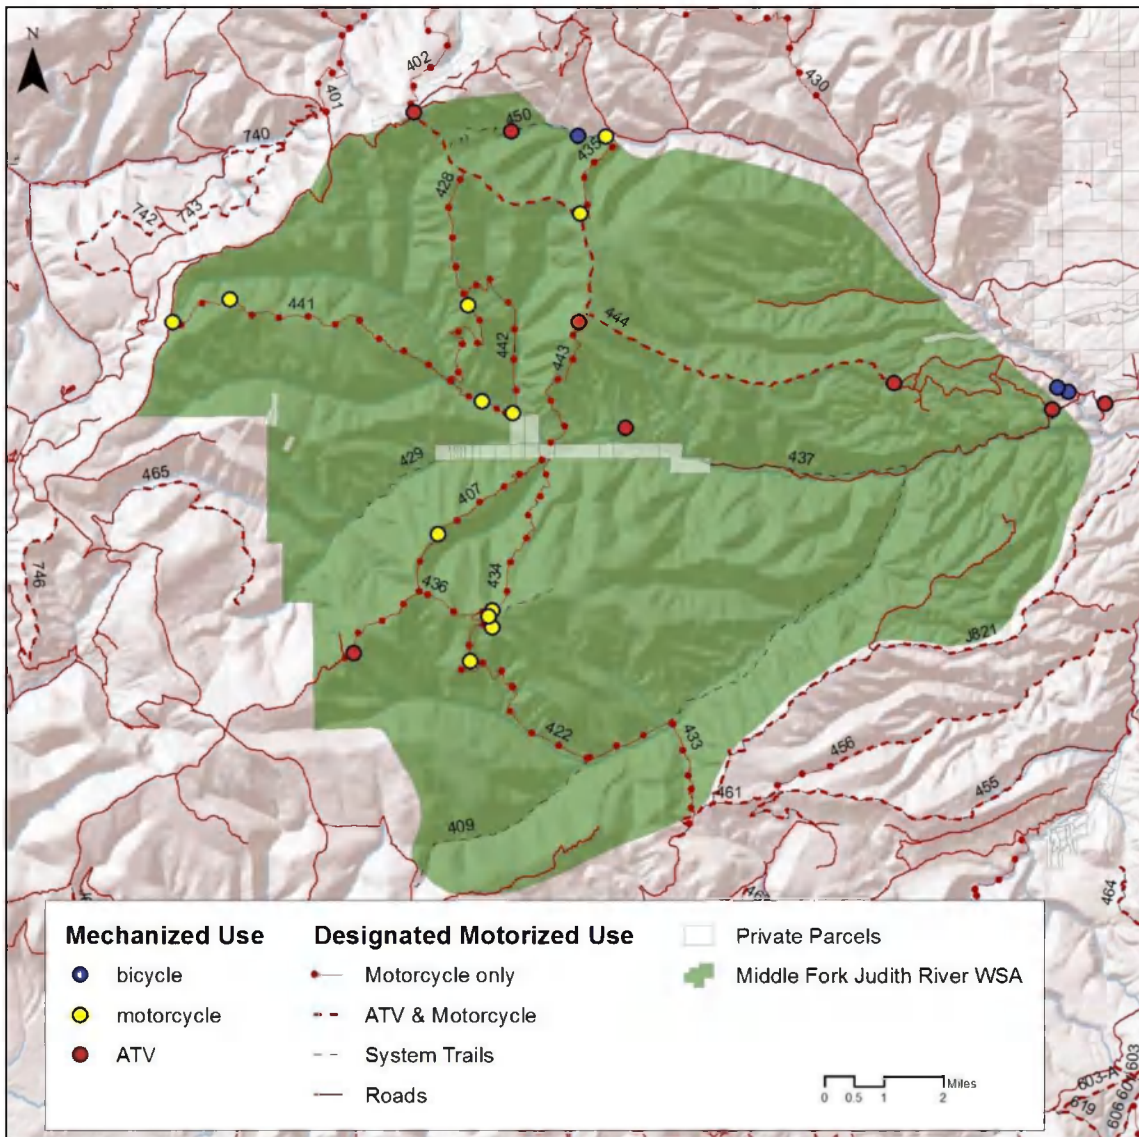 N
402
401
430
740
450
435
428
742
743
441
444
442
443
429
437
465
407
746
436
434
J821
422
433
456
461
455
409
464
Mechanized Use
bicycle
motorcycle
ATV
Designated Motorized Use
Motorcycle only
ATV & Motorcycle
System Trails
Roads
Private Parcels
Middle Fork Judith River WSA
0 0.5 1 2 Miles
603-A
603
619
606